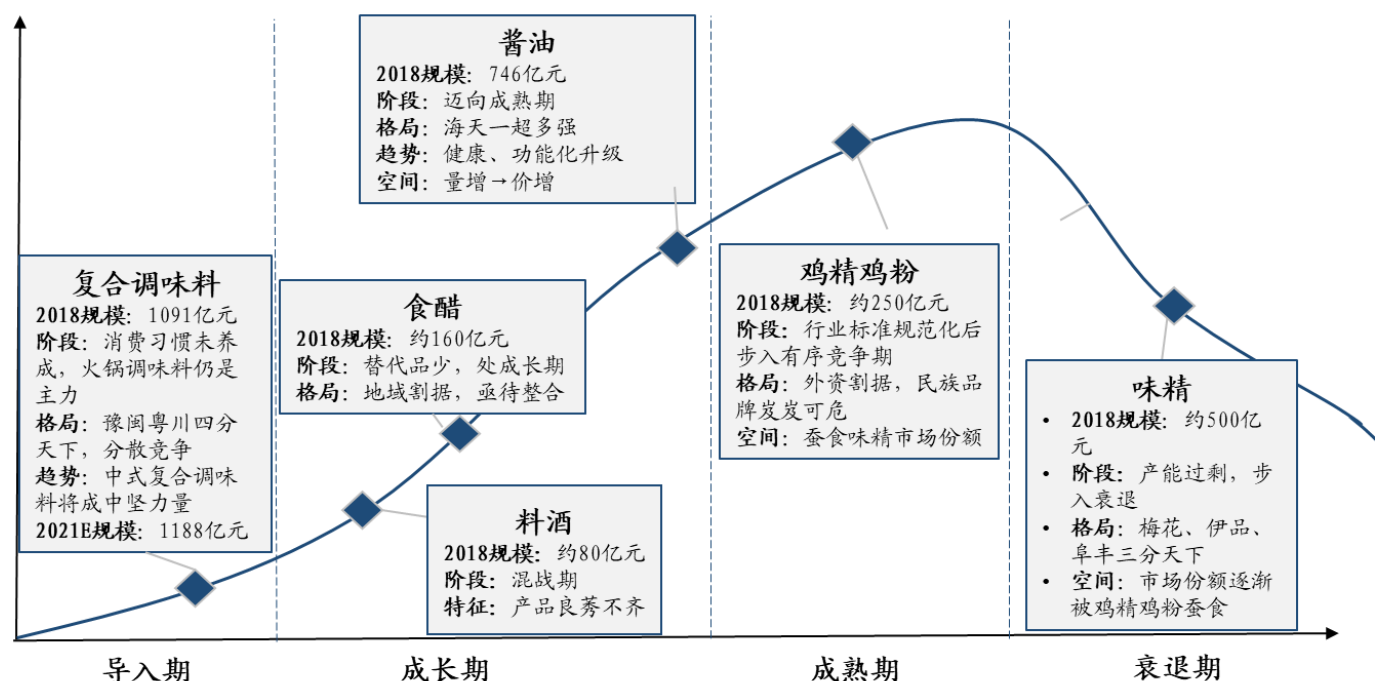 酱油
2018规模：746亿元
阶段：迈向成熟期
格局：海天一超多强
趋势：健康、功能化升级
空间：量增→价增
复合调味料
2018规模：1091亿元
阶段：消费习惯未养
成，火锅调味料仍是
主力
格局：豫闽粤川四分
天下，分散竞争
趋势：中式复合调味
料将成中坚力量
2021E规模：1188亿元
食醋
2018规模：约160亿元
阶段：替代品少，处成长期
格局：地域割据，亟待整合
料酒
2018规模：约80亿元
阶段：混战期
特征：产品良莠不齐
鸡精鸡粉
2018规模：约250亿元
阶段：行业标准规范化后
步入有序竞争期
格局：外资割据，民族品
牌岌岌可危
空间：蚕食味精市场份额
味精
• 2018规模：约500亿
元
• 阶段：产能过剩，步
入衰退
• 格局：梅花、伊品、
阜丰三分天下
• 空间：市场份额逐渐
被鸡精鸡粉蚕食
导入期
成长期
成熟期
衰退期